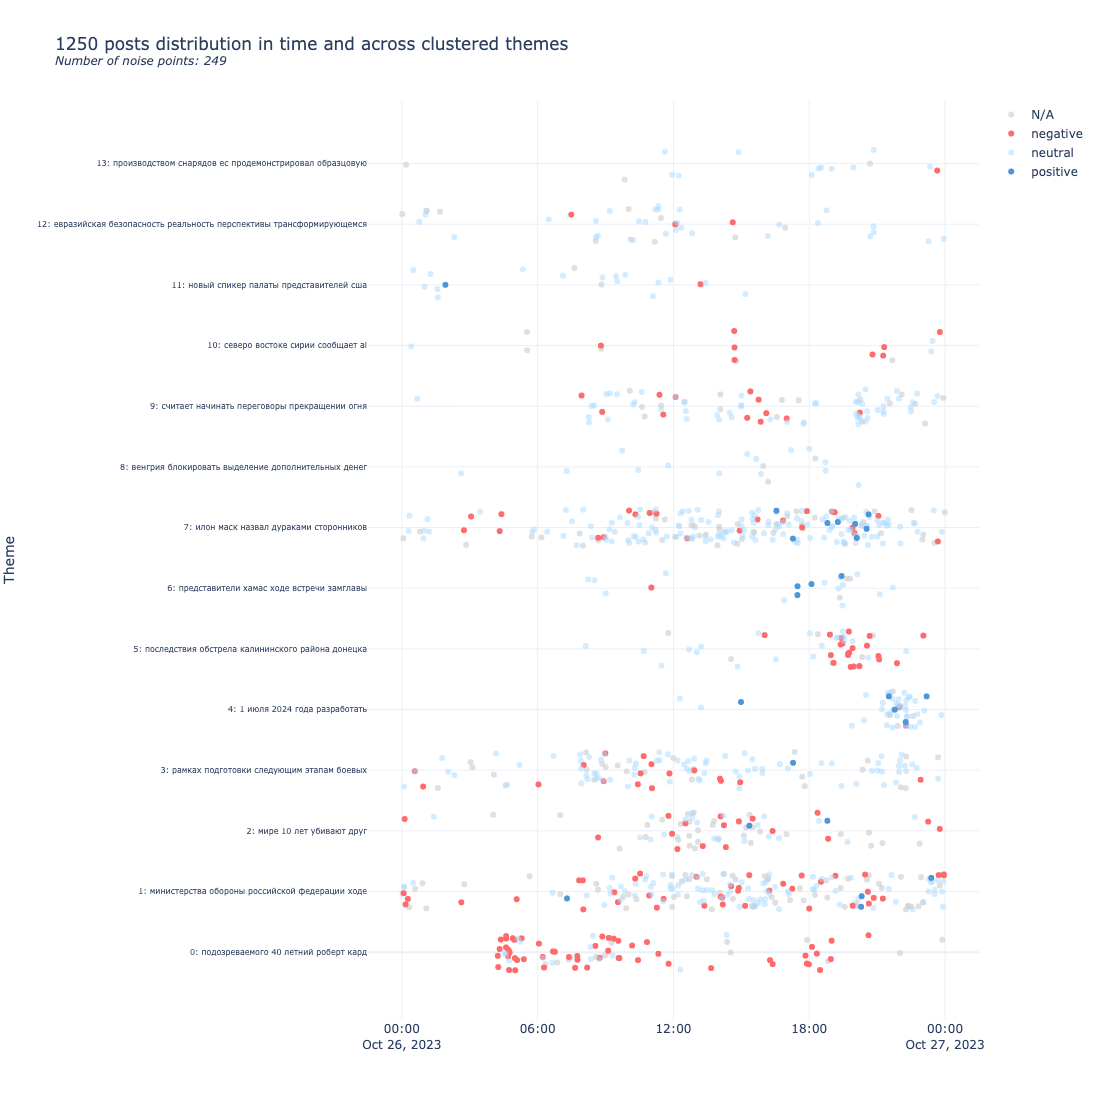 1250 posts distribution in time and across clustered themes
Number of noise points: 249
N/A
negative
neutral
positive
Theme
13: производством снарядов ес продемонстрировал образцовую
12: евразийская безопасность реальность перспективы трансформирующемся
11: новый спикер палаты представителей сша
10: северо востоке сирии сообщает al
9: считает начинать переговоры прекращении огня
8: венгрия блокировать выделение дополнительных денег
7: илон маск назвал дураками сторонников
6: представители хамас ходе встречи замглавы
5: последствия обстрела калининского района донецка
4: 1 июля 2024 года разработать
3: рамках подготовки следующим этапам боевых
2: мире 10 лет убивают друг
1: министерства обороны российской федерации ходе
0: подозреваемого 40 летний роберт кард
00:00 06:00 12:00 18:00 00:00
Oct 26, 2023 Oct 27, 2023